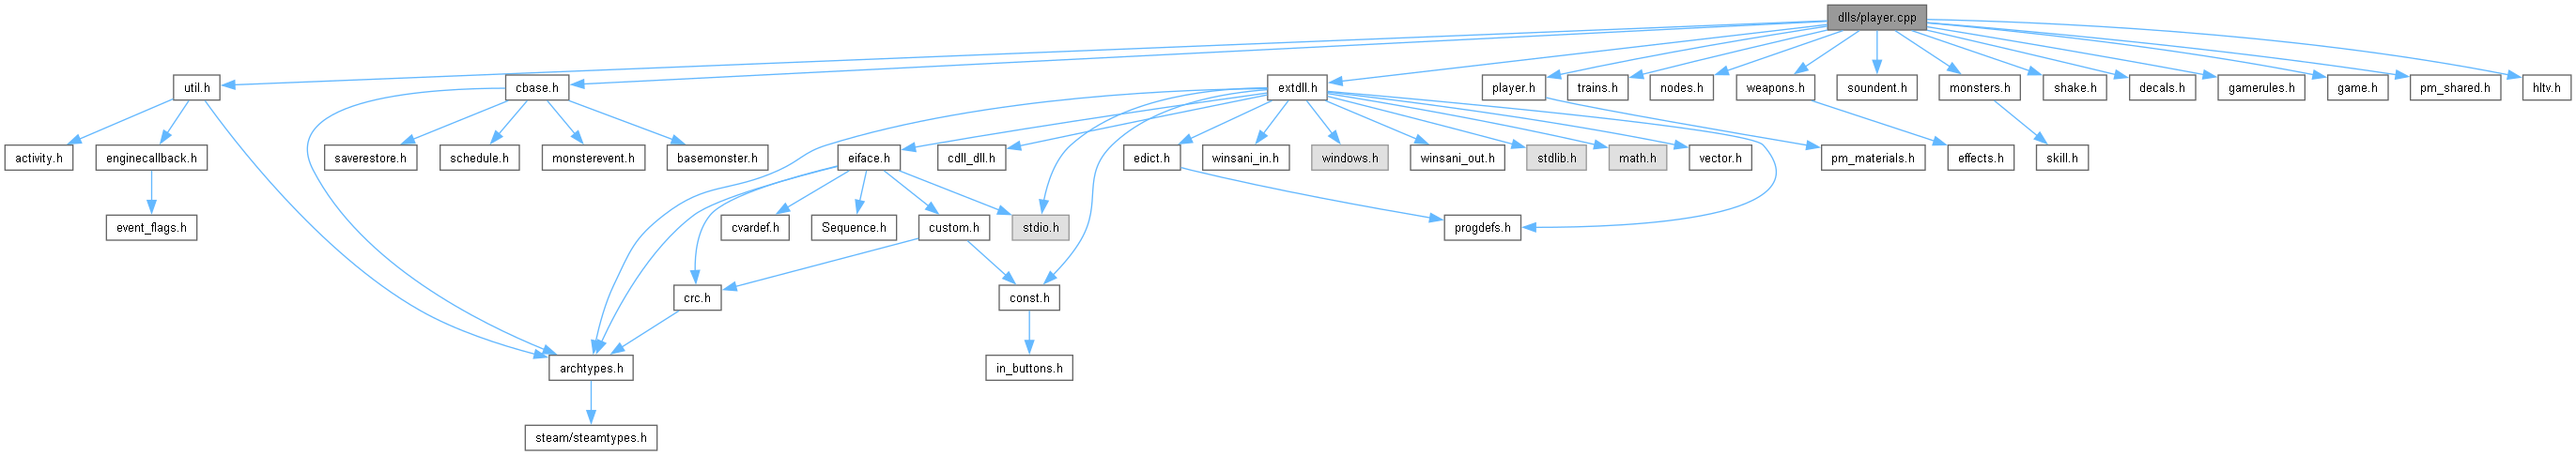 dlls/player.cpp
util.h
cbase.h
extdll.h
player.h
trains.h
nodes.h
weapons.h
soundent.h
monsters.h
shake.h
decals.h
gamerules.h
game.h
pm_shared.h
hltv.h
activity.h
enginecallback.h
saverestore.h
schedule.h
monsterevent.h
basemonster.h
eiface.h
cdll_dll.h
edict.h
winsani_in.h
windows.h
winsani_out.h
stdlib.h
math.h
vector.h
pm_materials.h
effects.h
skill.h
event_flags.h
cvardef.h
Sequence.h
custom.h
stdio.h
progdefs.h
crc.h
const.h
archtypes.h
in_buttons.h
steam/steamtypes.h